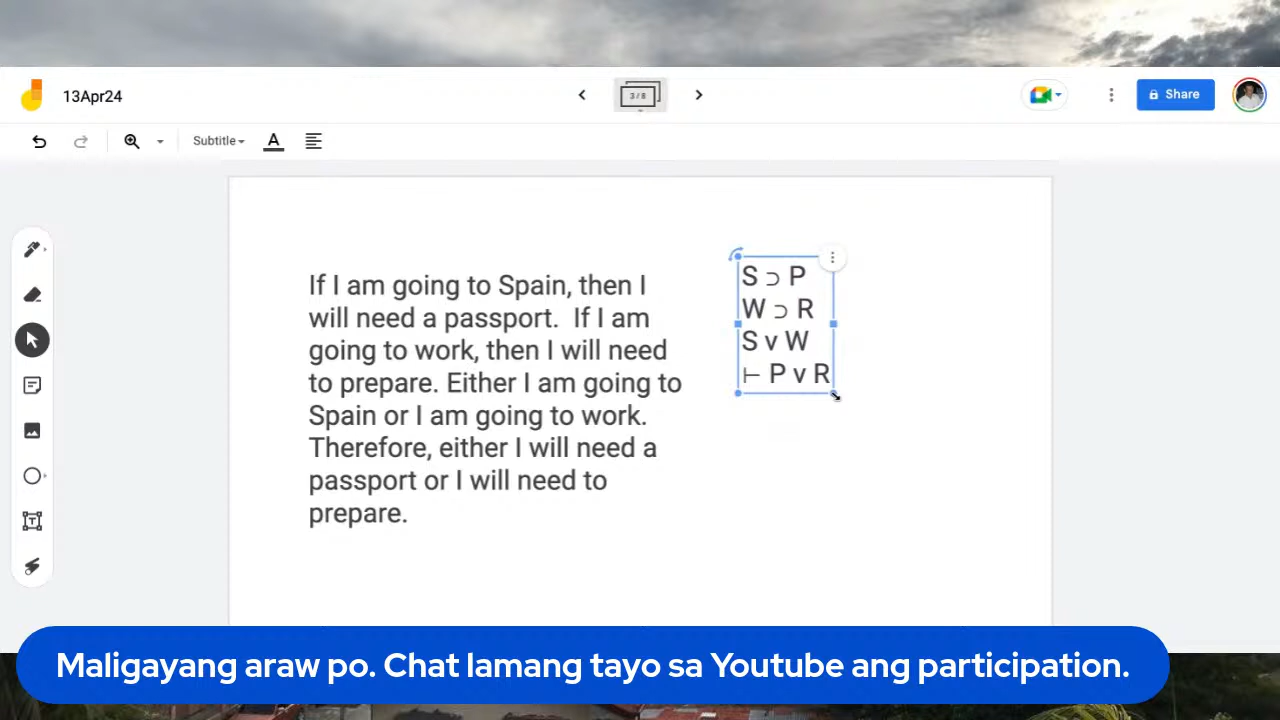 13Apr24
3 / 8
Share
Subtitle
A
If I am going to Spain, then I
will need a passport.  If I am
going to work, then I will need
to prepare. Either I am going to
Spain or I am going to work.
Therefore, either I will need a
passport or I will need to
prepare.
S ⊃ P
W ⊃ R
S v W
⊢ P v R
T
Maligayang araw po. Chat lamang tayo sa Youtube ang participation.